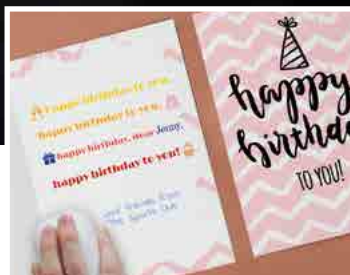 happy birthday to you,
happy birthday to you,
happy birthday, dear Jenny,
happy birthday to you!
happy
birthda
TO YOU!